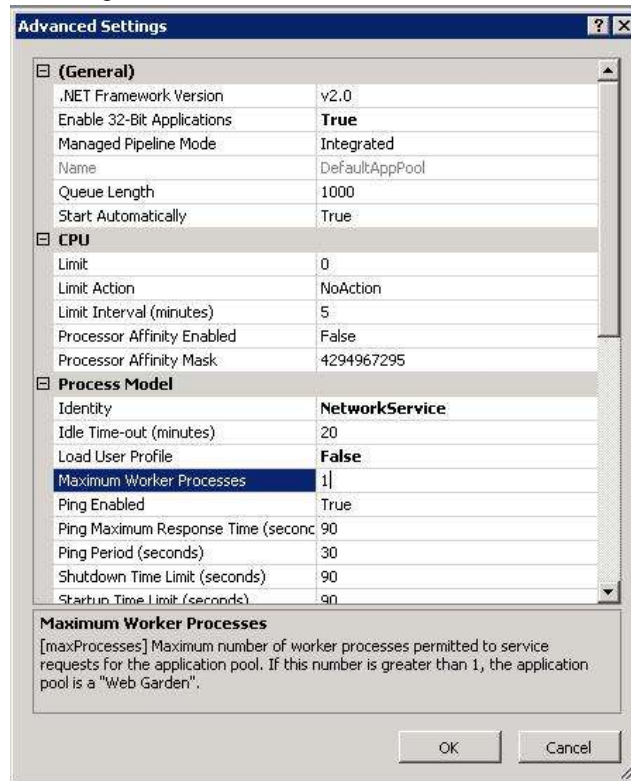 Advanced Settings
(General)
.NET Framework Version v2.0
Enable 32-Bit Applications True
Managed Pipeline Mode Integrated
Name DefaultAppPool
Queue Length 1000
Start Automatically True
CPU
Limit 0
Limit Action NoAction
Limit Interval (minutes) 5
Processor Affinity Enabled False
Processor Affinity Mask 4294967295
Process Model
Identity NetworkService
Idle Time-out (minutes) 20
Load User Profile False
Maximum Worker Processes 1
Ping Enabled True
Ping Maximum Response Time (seconc 90
Ping Period (seconds) 30
Shutdown Time Limit (seconds) 90
Startup Time Limit (seconds) 90
Maximum Worker Processes
[maxProcesses] Maximum number of worker processes permitted to service
requests for the application pool. If this number is greater than 1, the application
pool is a "Web Garden".
OK Cancel